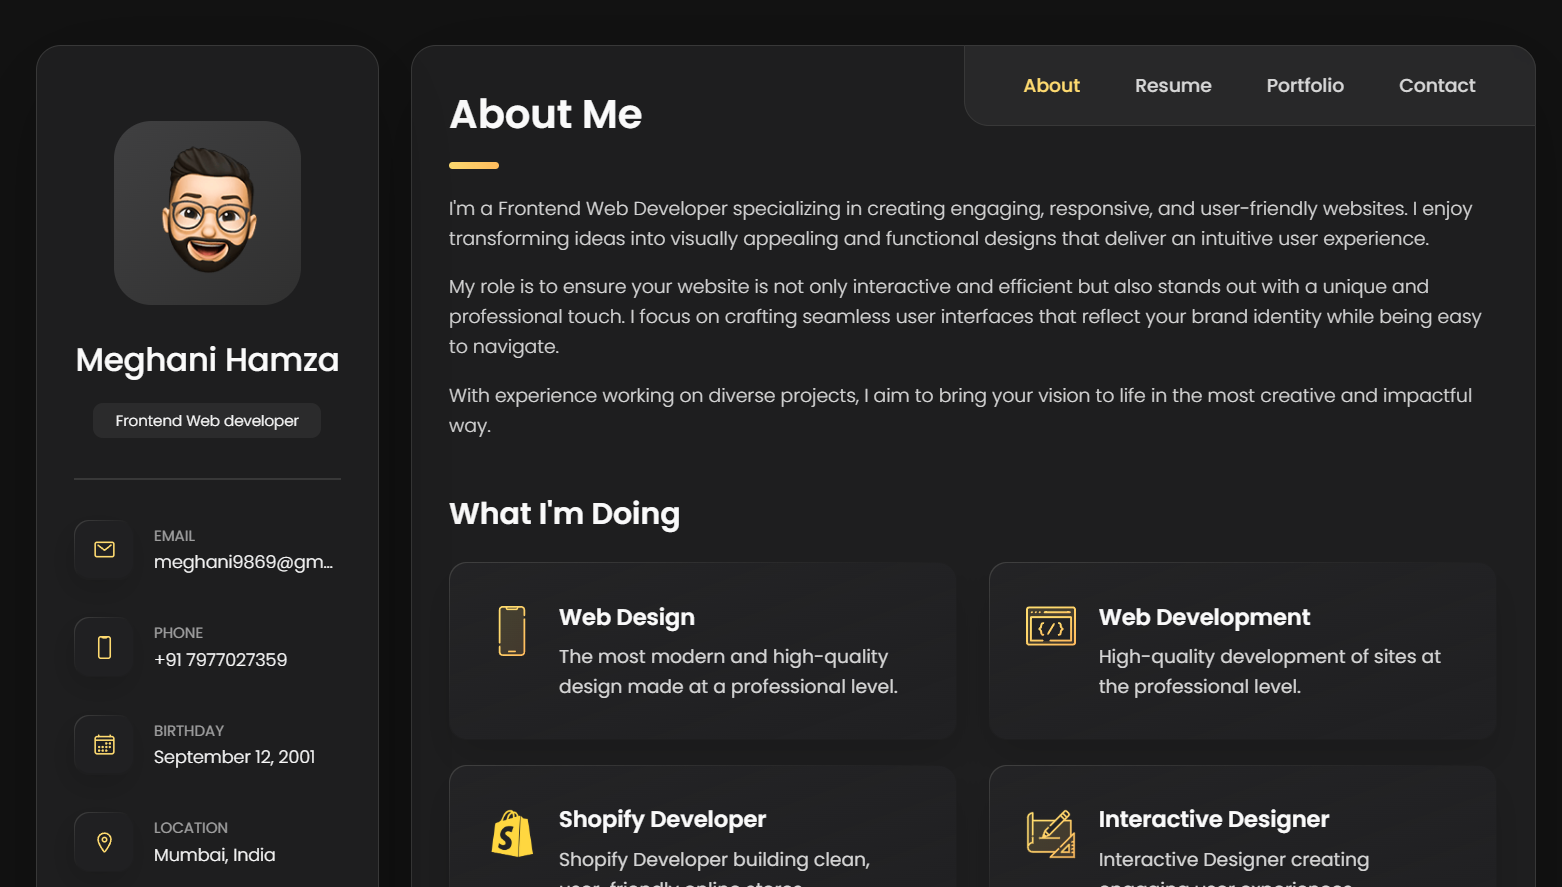 Meghani Hamza
Frontend Web developer
EMAIL
meghani9869@gm...
PHONE
+91 7977027359
BIRTHDAY
September 12, 2001
LOCATION
Mumbai, India
About Resume Portfolio Contact
About Me
I'm a Frontend Web Developer specializing in creating engaging, responsive, and user-friendly websites. I enjoy
transforming ideas into visually appealing and functional designs that deliver an intuitive user experience.
My role is to ensure your website is not only interactive and efficient but also stands out with a unique and
professional touch. I focus on crafting seamless user interfaces that reflect your brand identity while being easy
to navigate.
With experience working on diverse projects, I aim to bring your vision to life in the most creative and impactful
way.
What I'm Doing
Web Design
The most modern and high-quality
design made at a professional level.
Web Development
High-quality development of sites at
the professional level.
Shopify Developer
Shopify Developer building clean,
user-friendly online stores
Interactive Designer
Interactive Designer creating
engaging user experiences